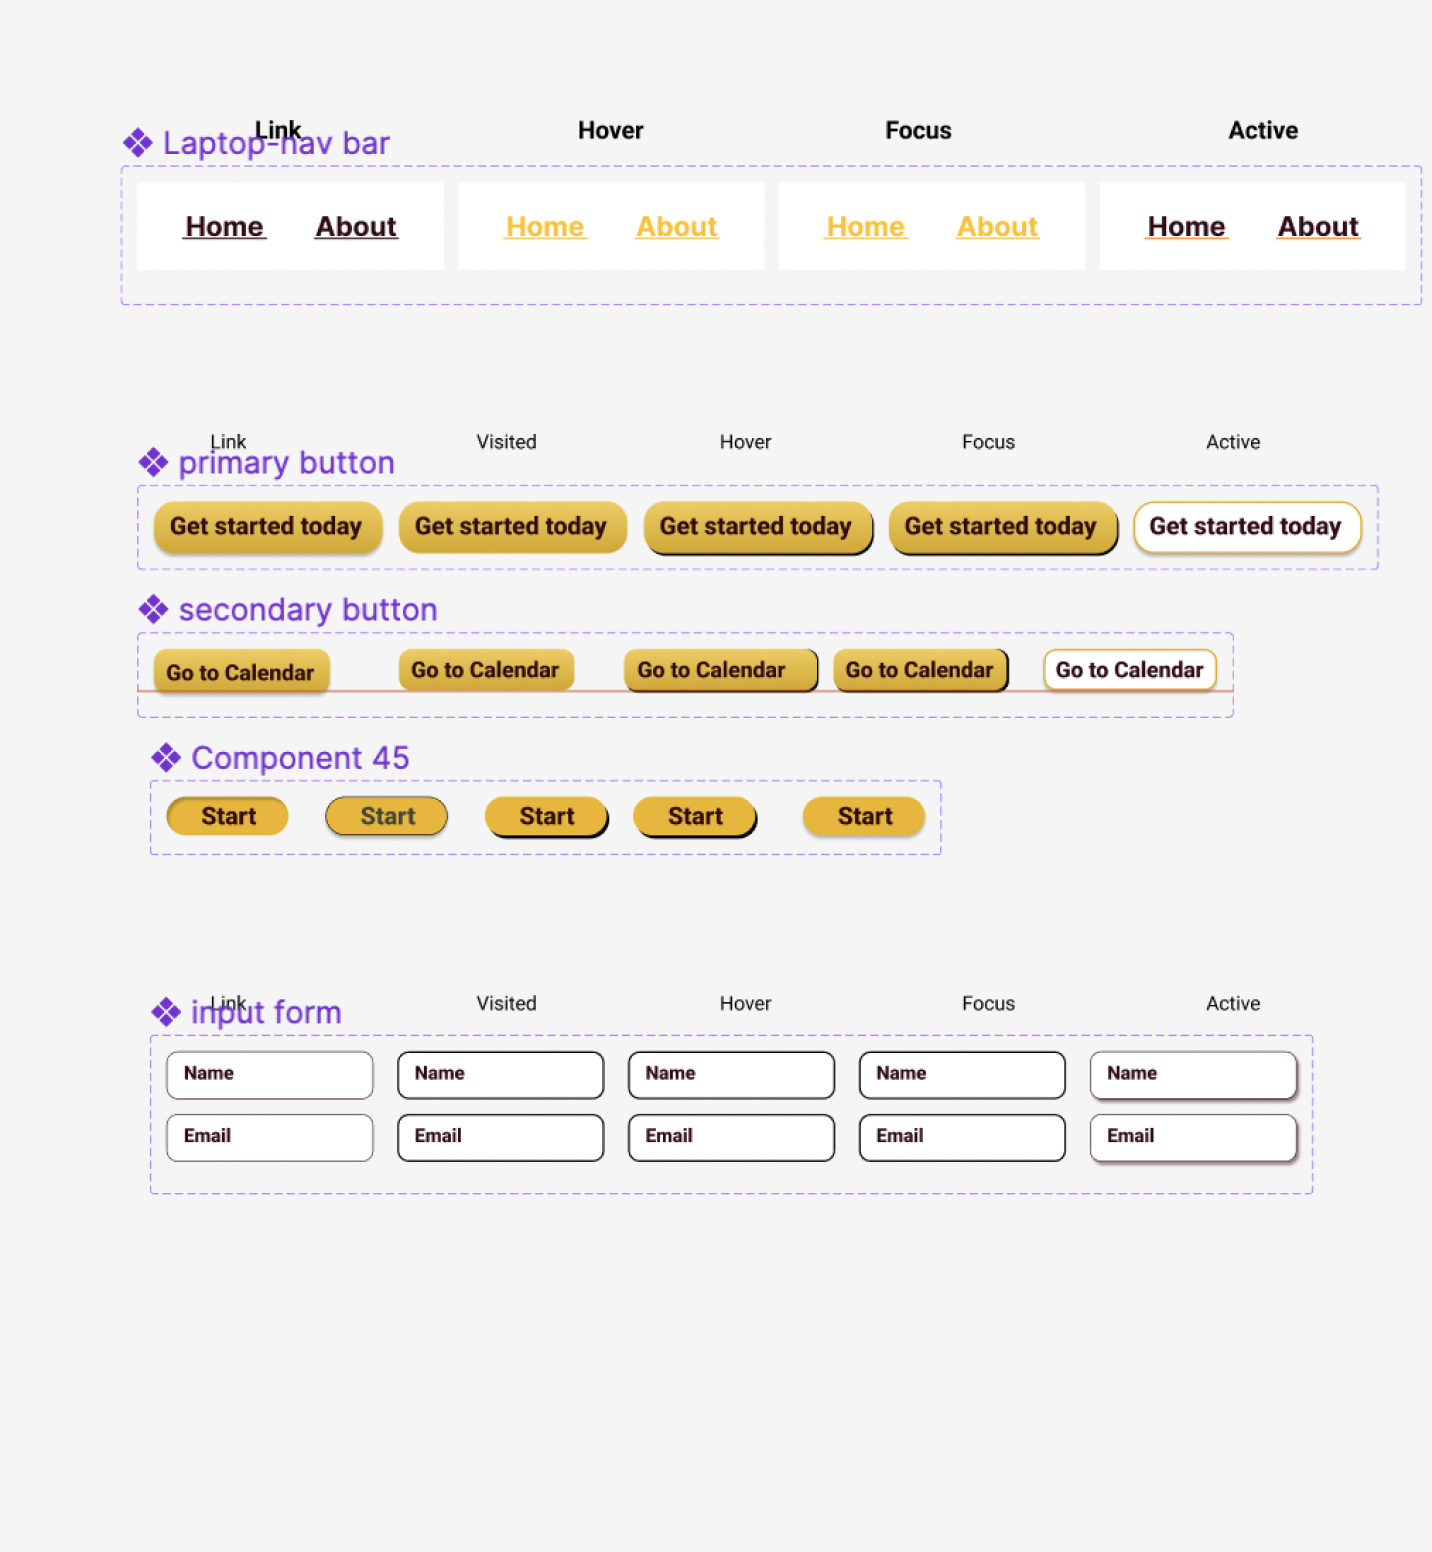 Link Hover Focus Active
Laptop-nav bar
Home About Home About Home About Home About
Link Visited Hover Focus Active
primary button
Get started today Get started today Get started today Get started today Get started today
secondary button
Go to Calendar Go to Calendar Go to Calendar Go to Calendar Go to Calendar
Component 45
Start Start Start Start Start
Link Visited Hover Focus Active
input form
Name Name Name Name Name
Email Email Email Email Email